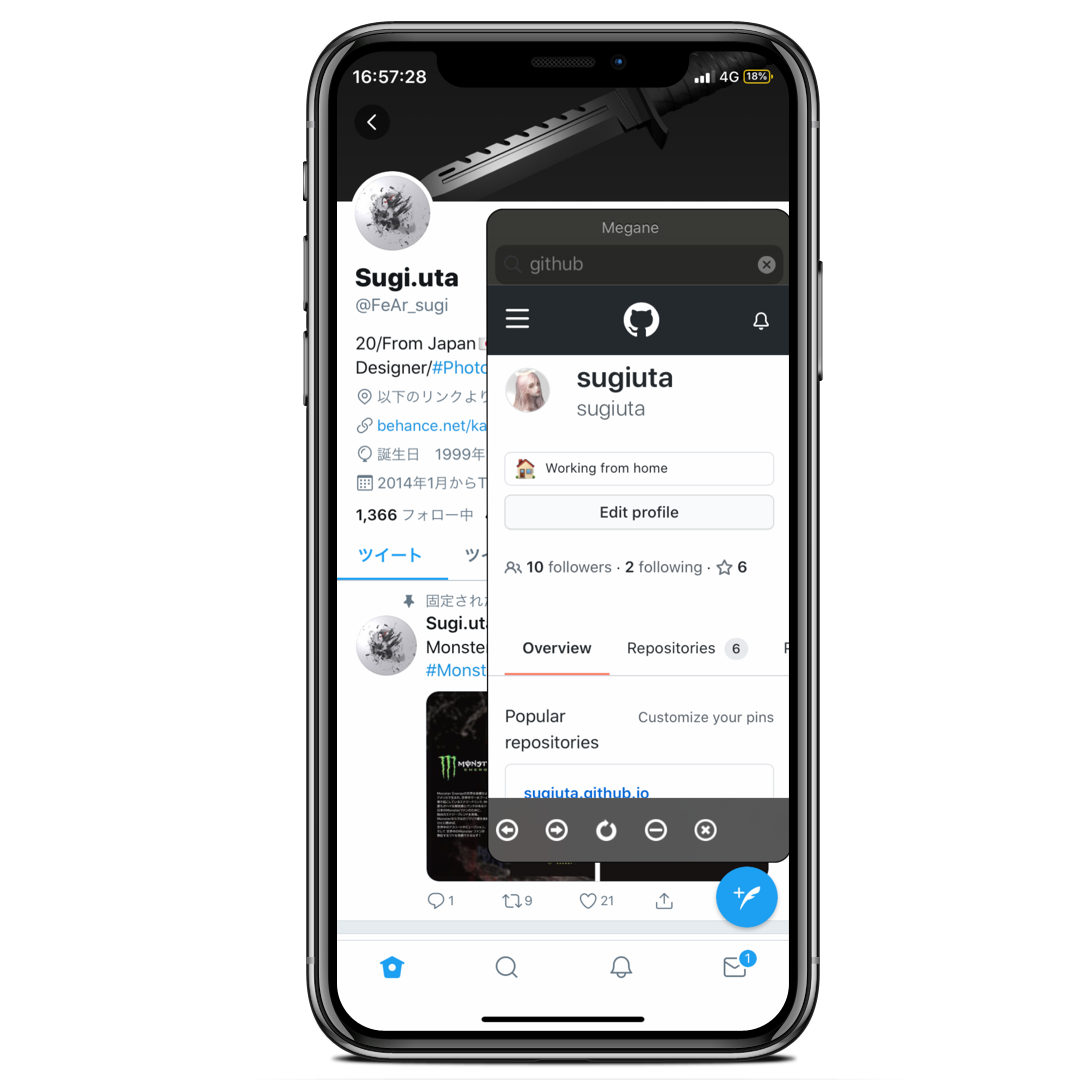 16:57:28
4G 18%
Sugi.uta
@FeAr_sugi
20/From Japan
Designer/#Photo
以下のリンクより
behance.net/ka
誕生日 1999年
2014年1月からT
1,366 フォロー中
ツイート
固定され
Sugi.uta
Monste
#Monst
1
9
21
1
Megane
github
sugiuta
sugiuta
Working from home
Edit profile
10 followers · 2 following · 6
Overview Repositories 6
Popular Customize your pins
repositories
sugiuta.github.io